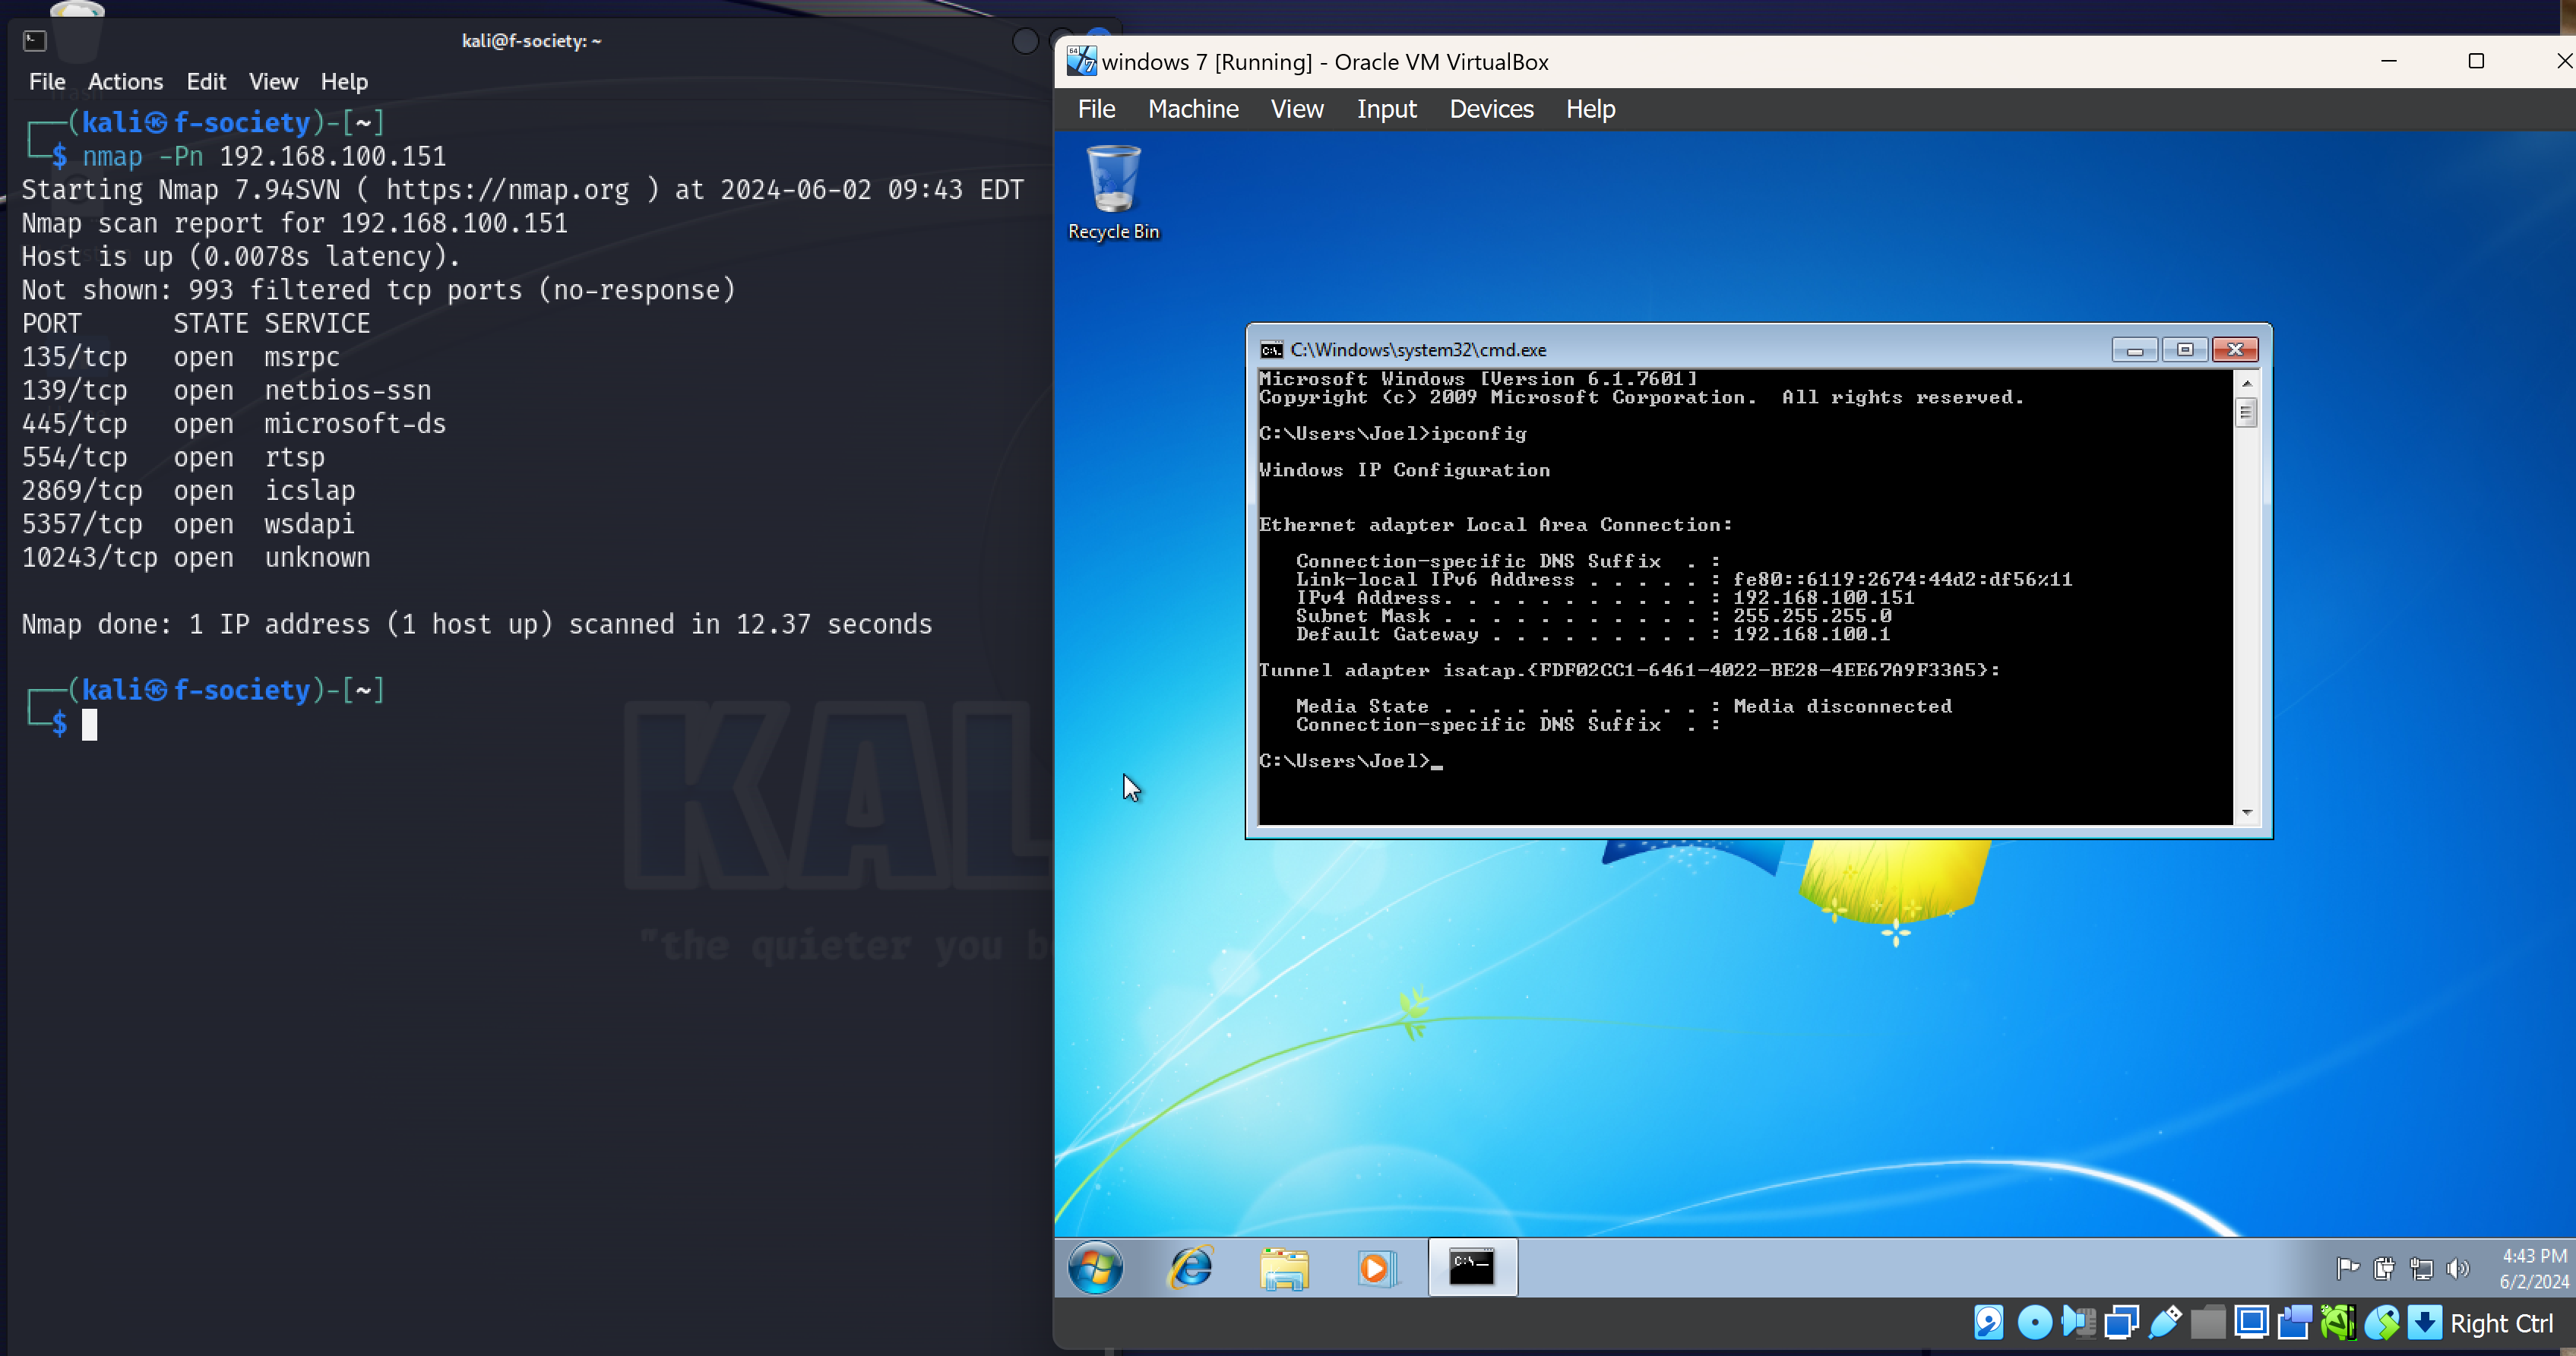 kali@f-society: ~
File Actions Edit View Help
(kali㉿f-society)-[~]
$ nmap -Pn 192.168.100.151
Starting Nmap 7.94SVN ( https://nmap.org ) at 2024-06-02 09:43 EDT
Nmap scan report for 192.168.100.151
Host is up (0.0078s latency).
Not shown: 993 filtered tcp ports (no-response)
PORT STATE SERVICE
135/tcp open msrpc
139/tcp open netbios-ssn
445/tcp open microsoft-ds
554/tcp open rtsp
2869/tcp open icslap
5357/tcp open wsdapi
10243/tcp open unknown
Nmap done: 1 IP address (1 host up) scanned in 12.37 seconds
(kali㉿f-society)-[~]
$
KAL
"the quieter you b
windows 7 [Running] - Oracle VM VirtualBox
File Machine View Input Devices Help
Recycle Bin
C:\Windows\system32\cmd.exe
Microsoft Windows [Version 6.1.7601]
Copyright (c) 2009 Microsoft Corporation. All rights reserved.
C:\Users\Joel>ipconfig
Windows IP Configuration
Ethernet adapter Local Area Connection:
Connection-specific DNS Suffix . :
Link-local IPv6 Address . . . . . : fe80::6119:2674:44d2:df56%11
IPv4 Address. . . . . . . . . . . : 192.168.100.151
Subnet Mask . . . . . . . . . . . : 255.255.255.0
Default Gateway . . . . . . . . . : 192.168.100.1
Tunnel adapter isatap.{FDF02CC1-6461-4022-BE28-4EE67A9F33A5}:
Media State . . . . . . . . . . . : Media disconnected
Connection-specific DNS Suffix . :
C:\Users\Joel>_
4:43 PM
6/2/2024
Right Ctrl